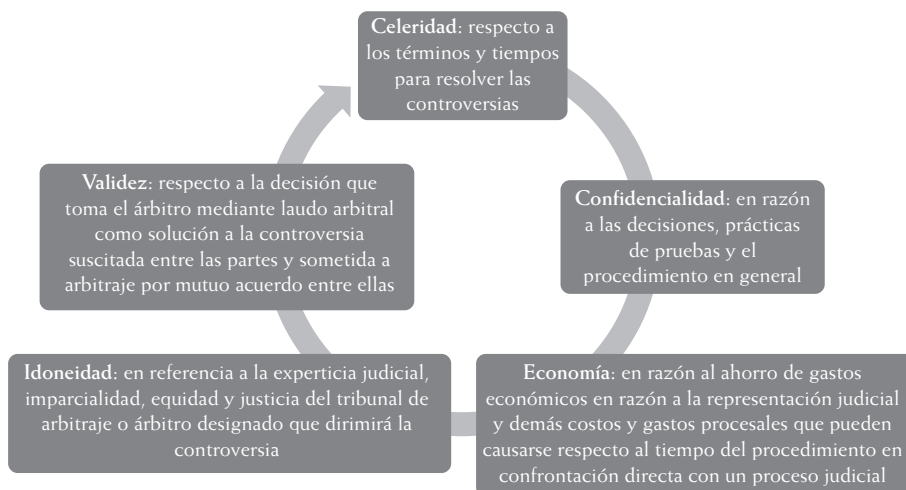 Celeridad: respecto a
los términos y tiempos
para resolver las
controversias
Confidencialidad: en razón
a las decisiones, prácticas
de pruebas y el
procedimiento en general
Economía: en razón al ahorro de gastos
económicos en razón a la representación judicial
y demás costos y gastos procesales que pueden
causarse respecto al tiempo del procedimiento en
confrontación directa con un proceso judicial
Idoneidad: en referencia a la experticia judicial,
imparcialidad, equidad y justicia del tribunal de
arbitraje o árbitro designado que dirimirá la
controversia
Validez: respecto a la decisión que
toma el árbitro mediante laudo arbitral
como solución a la controversia
suscitada entre las partes y sometida a
arbitraje por mutuo acuerdo entre ellas